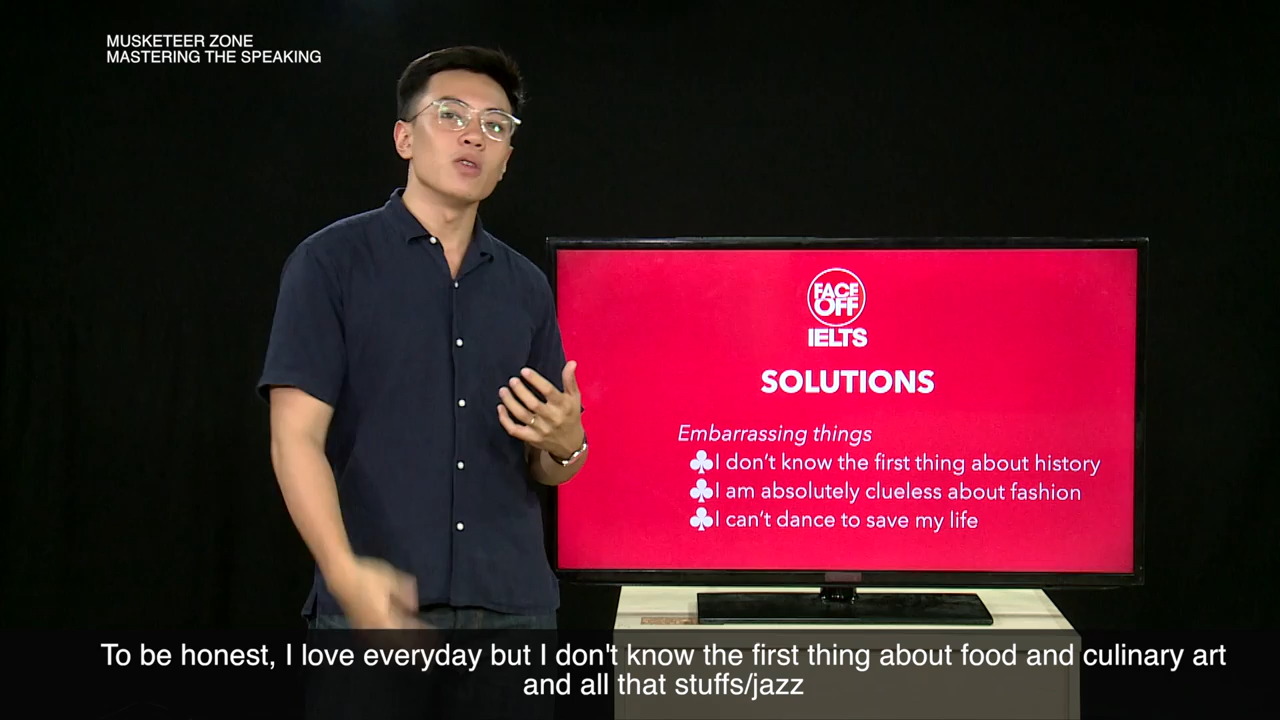 MUSKETEER ZONE
MASTERING THE SPEAKING
FACE
OFF
IELTS
SOLUTIONS
Embarrassing things
♣I don't know the first thing about history
♣I am absolutely clueless about fashion
♣I can't dance to save my life
To be honest, I love everyday but I don't know the first thing about food and culinary art
and all that stuffs/jazz